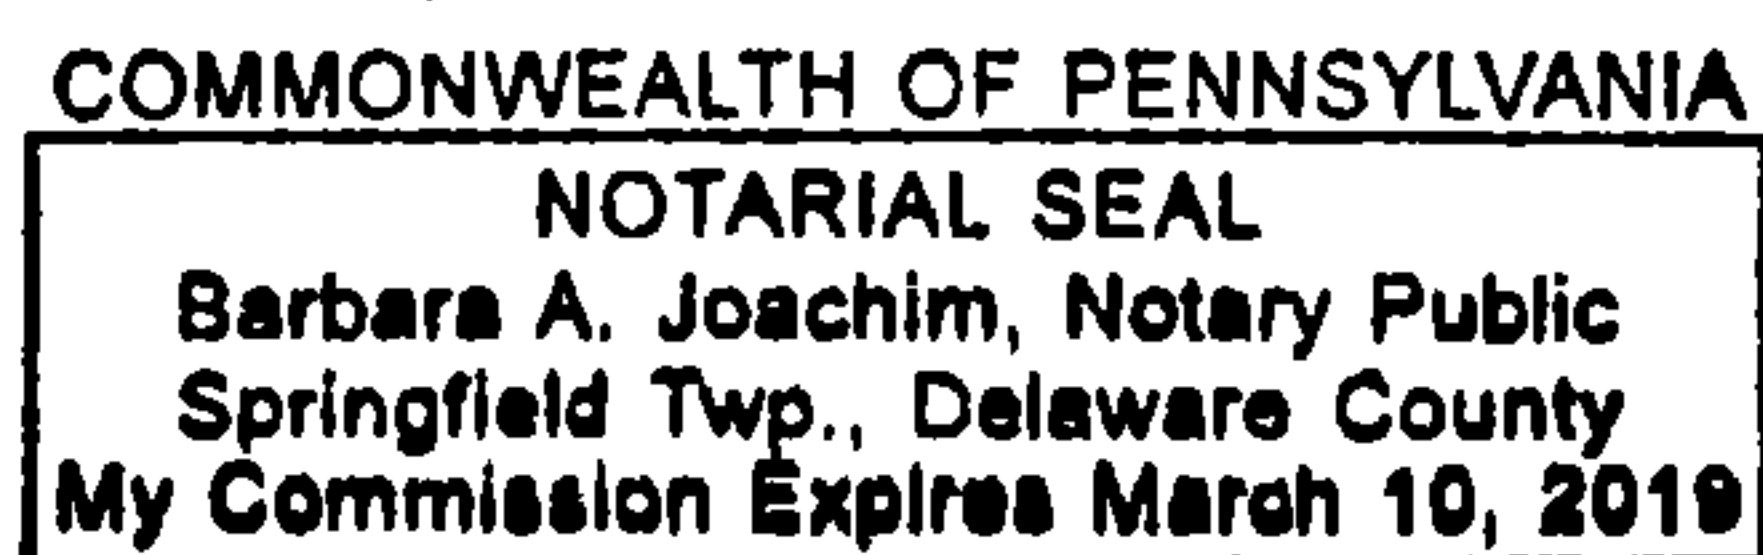 COMMONWEALTH OF PENNSYLVANIA
NOTARIAL SEAL
Barbara A. Joachim, Notary Public
Springfield Twp., Delaware County
My Commission Expires March 10, 2019